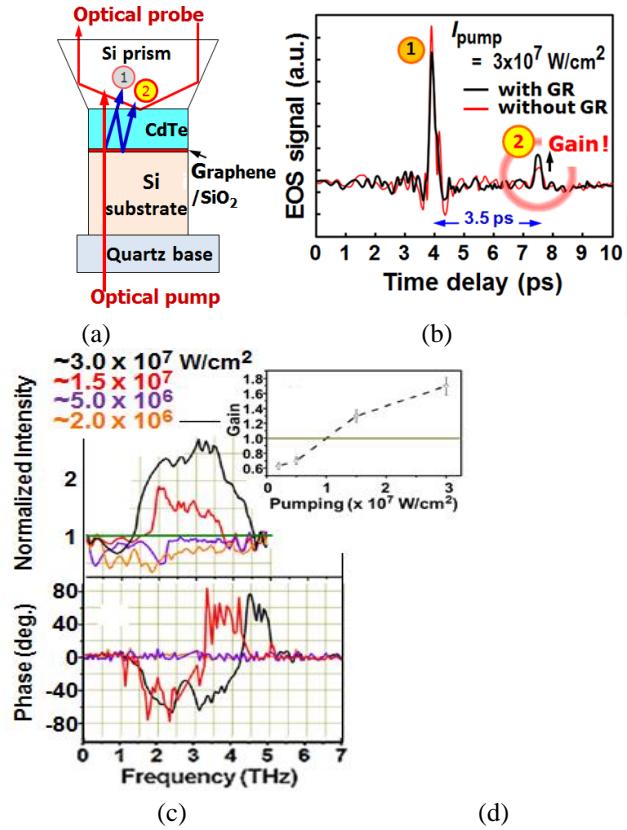 Optical probe
(a)
Si prism
1
2
CdTe
Graphene
/SiO2
Si
substrate
Quartz base
Optical pump
(a)
(b)
EOS signal (a.u.)
1
Ipump
= 3x10^7 W/cm^2
with GR
without GR
2
Gain!
3.5 ps
0 1 2 3 4 5 6 7 8 9 10
Time delay (ps)
(b)
(c)
~3.0 x 10^7 W/cm^2
~1.5 x 10^7
~5.0 x 10^6
~2.0 x 10^6
Gain
1.8
1.6
1.4
1.2
1.0
0.8
0.6
0 1 2 3
Pumping (x 10^7 W/cm^2)
Normalized Intensity
2
1
Phase (deg.)
80
40
0
-40
-80
0 1 2 3 4 5 6 7
Frequency (THz)
(c)
(d)